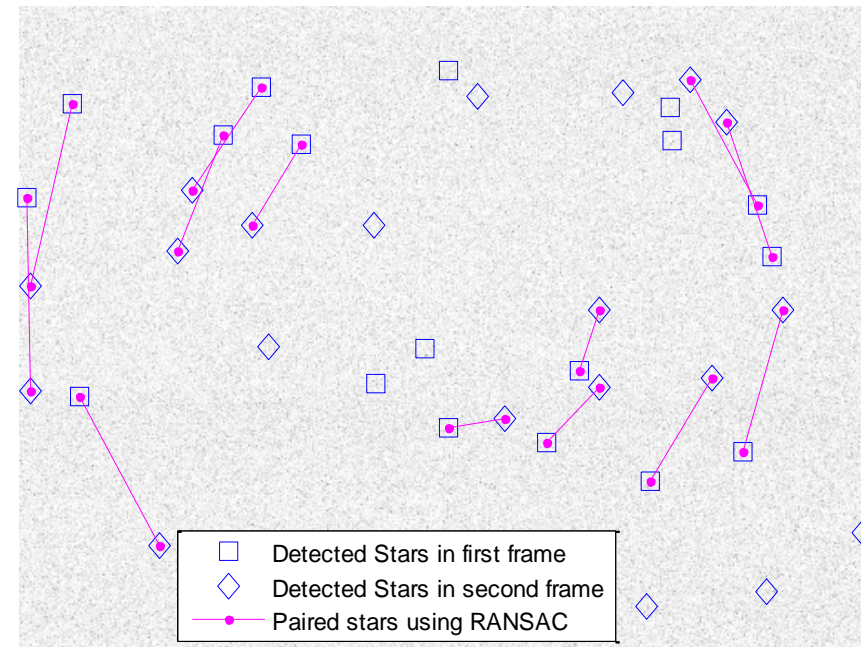 Detected Stars in first frame
Detected Stars in second frame
Paired stars using RANSAC